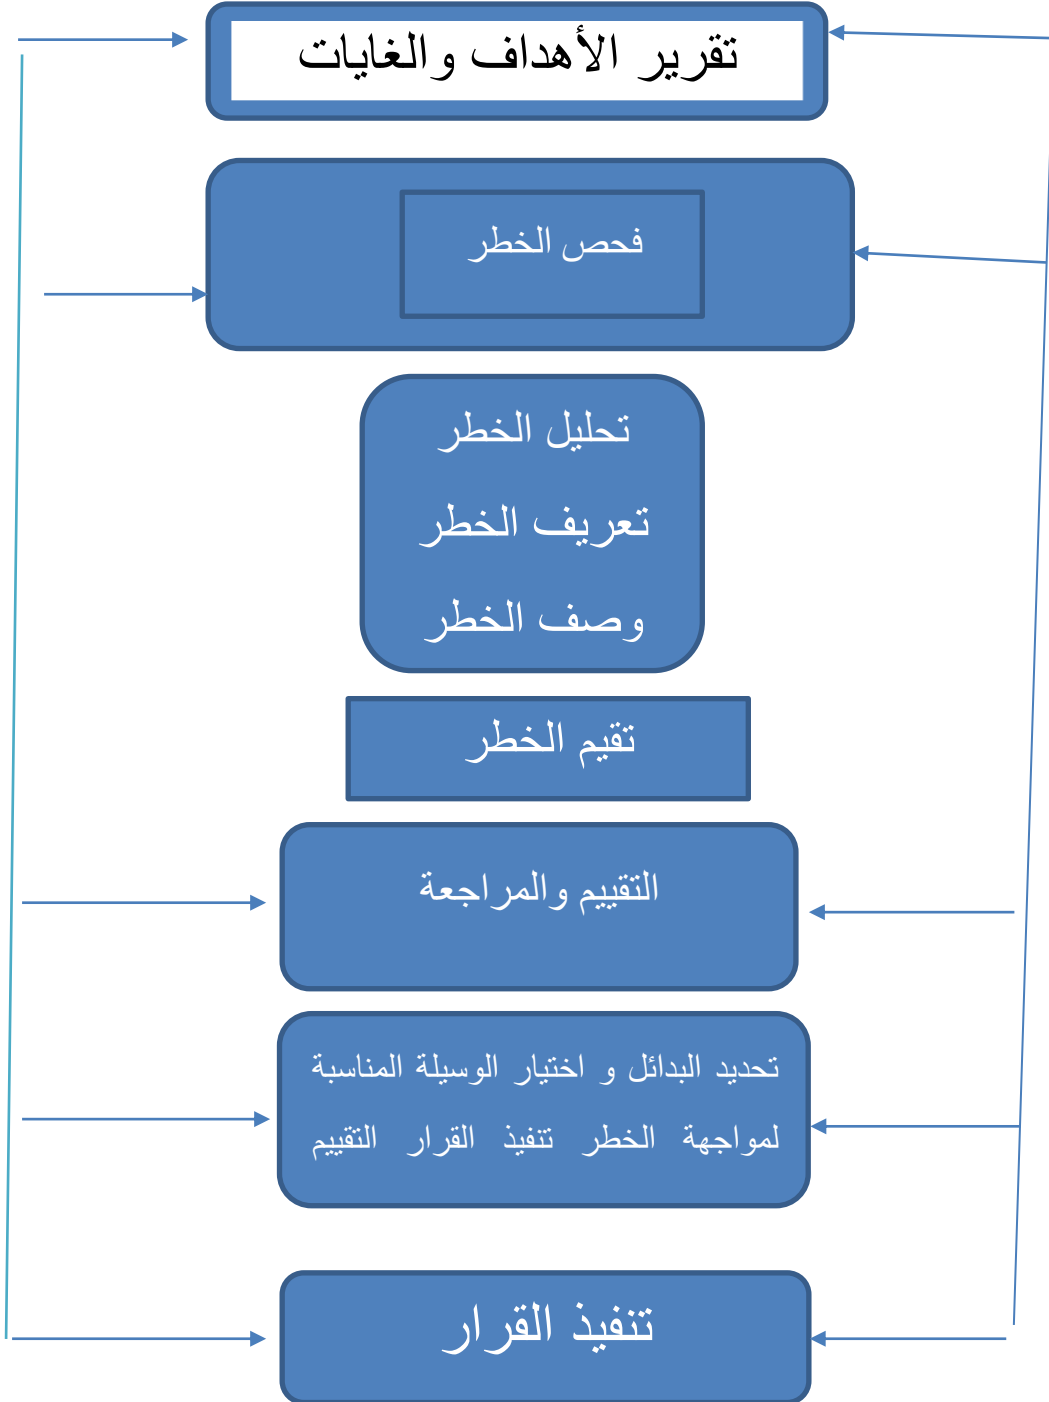 تقرير الأهداف والغايات
فحص الخطر
تحليل الخطر
تعريف الخطر
وصف الخطر
تقيم الخطر
التقييم والمراجعة
تحديد البدائل و اختيار الوسيلة المناسبة
لمواجهة الخطر تنفيذ القرار التقييم
تنفيذ القرار